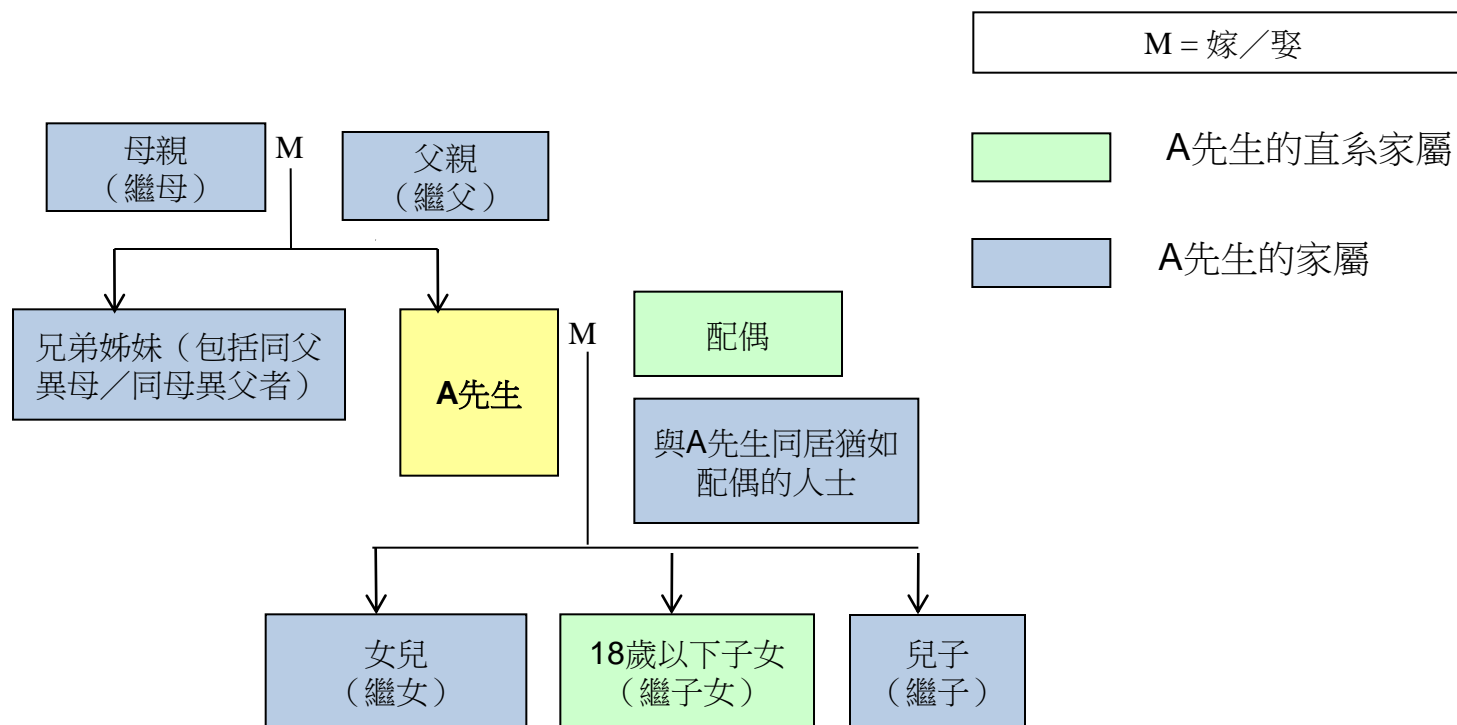 M = 嫁／娶
A先生的直系家屬
A先生的家屬
母親
（繼母）
M
父親
（繼父）
兄弟姊妹（包括同父
異母／同母異父者）
A先生
M
配偶
與A先生同居猶如
配偶的人士
女兒
（繼女）
18歲以下子女
（繼子女）
兒子
（繼子）